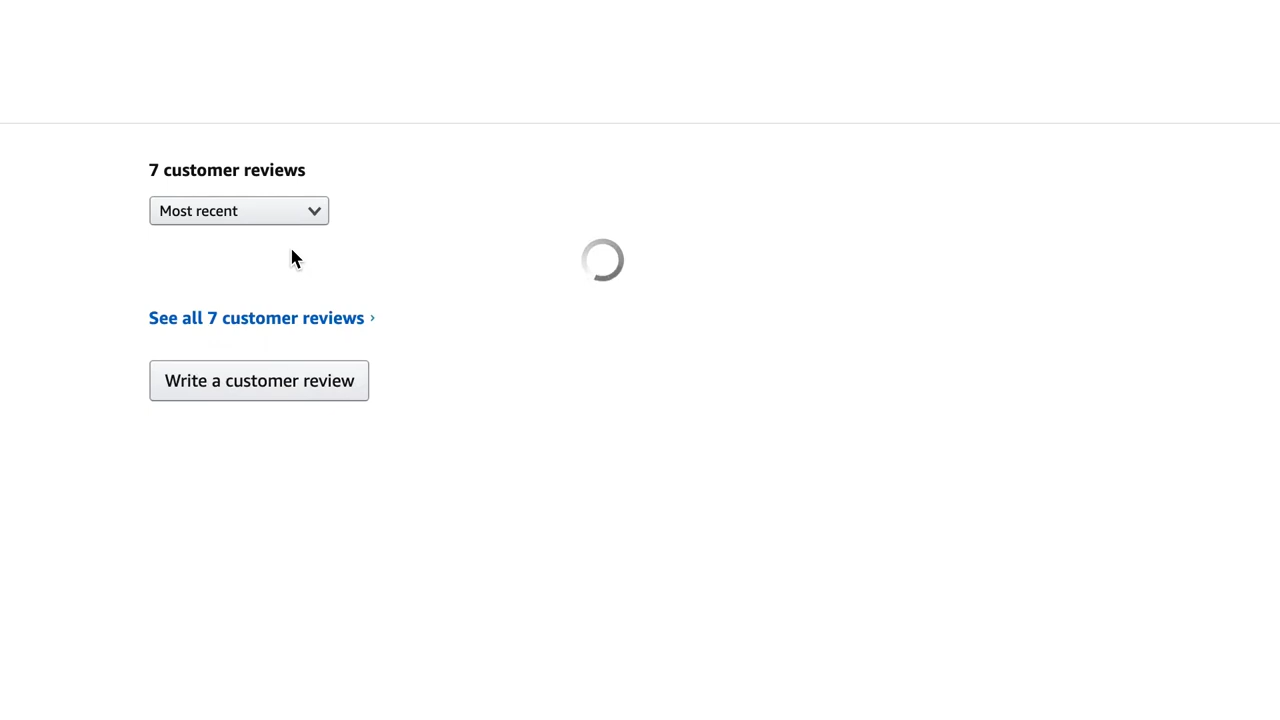 7 customer reviews
Most recent
See all 7 customer reviews ›
Write a customer review